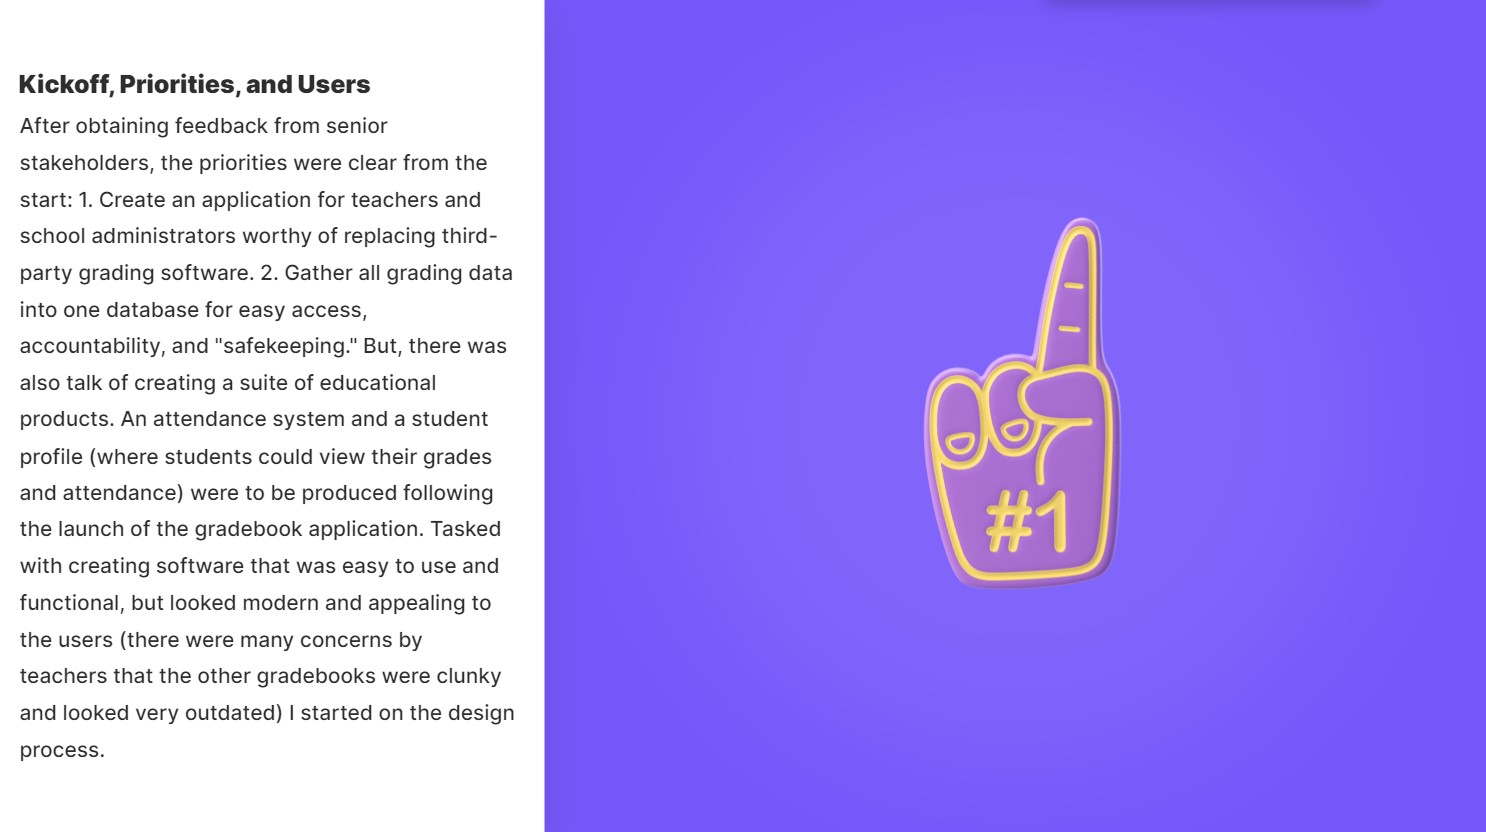 Kickoff, Priorities, and Users
After obtaining feedback from senior
stakeholders, the priorities were clear from the
start: 1. Create an application for teachers and
school administrators worthy of replacing third-
party grading software. 2. Gather all grading data
into one database for easy access,
accountability, and "safekeeping." But, there was
also talk of creating a suite of educational
products. An attendance system and a student
profile (where students could view their grades
and attendance) were to be produced following
the launch of the gradebook application. Tasked
with creating software that was easy to use and
functional, but looked modern and appealing to
the users (there were many concerns by
teachers that the other gradebooks were clunky
and looked very outdated) I started on the design
process.
#1